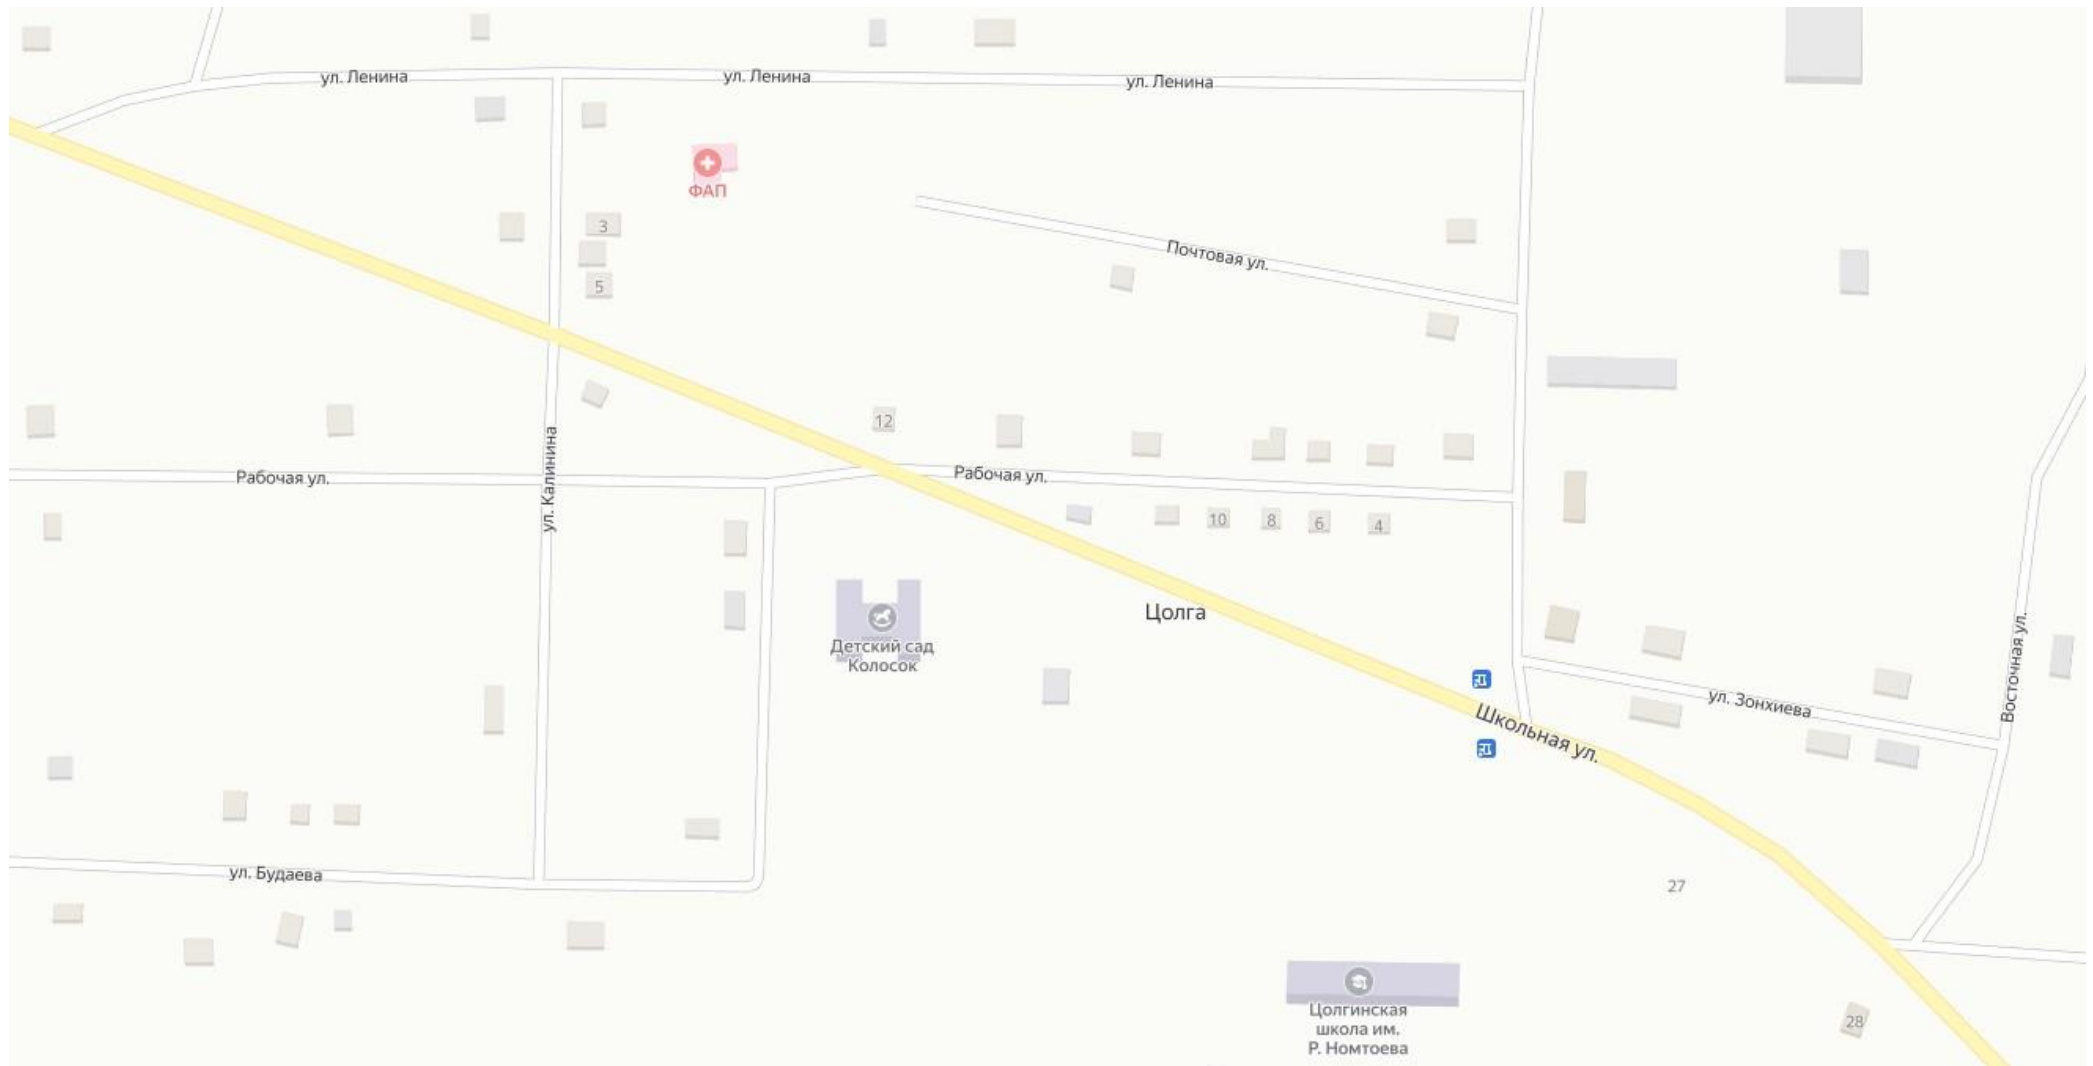 ул. Ленина
ул. Ленина
ул. Ленина
ФАП
3
Почтовая ул.
5
12
Рабочая ул.
ул. Калинина
Рабочая ул.
10
8
6
4
Цолга
Детский сад
Колосок
Восточная ул.
ул. Зонхиева
Школьная ул.
ул. Будаева
27
Цолгинская
школа им.
Р. Номтоева
28